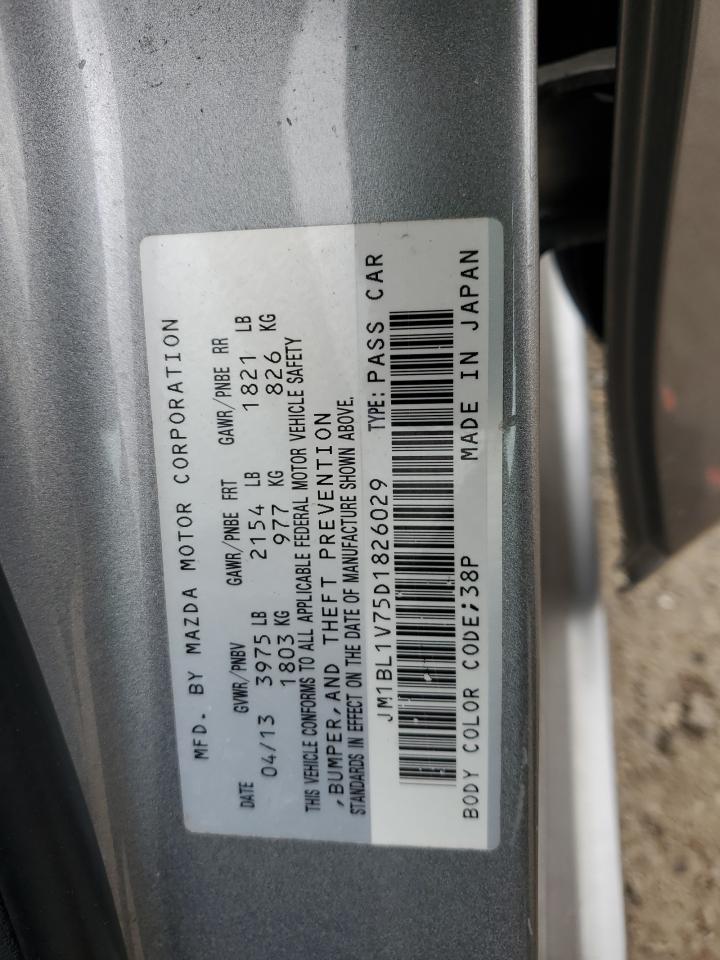 MFD. BY MAZDA MOTOR CORPORATION
DATE GVWR/PNBV GAWR/PNBE FRT GAWR/PNBE RR
04/13 3975 LB 2154 LB 1821 LB
1803 KG 977 KG 826 KG
THIS VEHICLE CONFORMS TO ALL APPLICABLE FEDERAL MOTOR VEHICLE SAFETY
,BUMPER,AND THEFT PREVENTION
STANDARDS IN EFFECT ON THE DATE OF MANUFACTURE SHOWN ABOVE.
JM1BL1V75D1826029 TYPE: PASS CAR
BODY COLOR CODE;38P MADE IN JAPAN